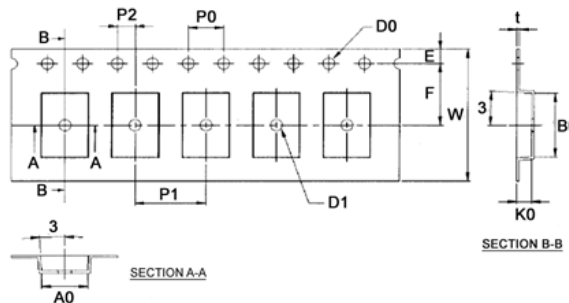 B
P2
P0
D0
t
E
F
W
3
B
A
A
B
P1
D1
K0
3
SECTION B-B
SECTION A-A
A0